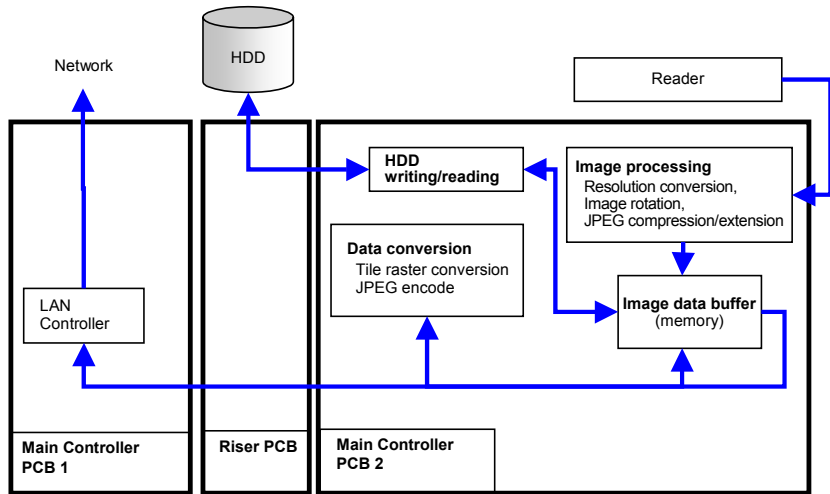 Network
HDD
Reader
HDD
writing/reading
Image processing
Resolution conversion,
Image rotation,
JPEG compression/extension
Data conversion
Tile raster conversion
JPEG encode
LAN
Controller
Image data buffer
(memory)
Main Controller
PCB 1
Riser PCB
Main Controller
PCB 2